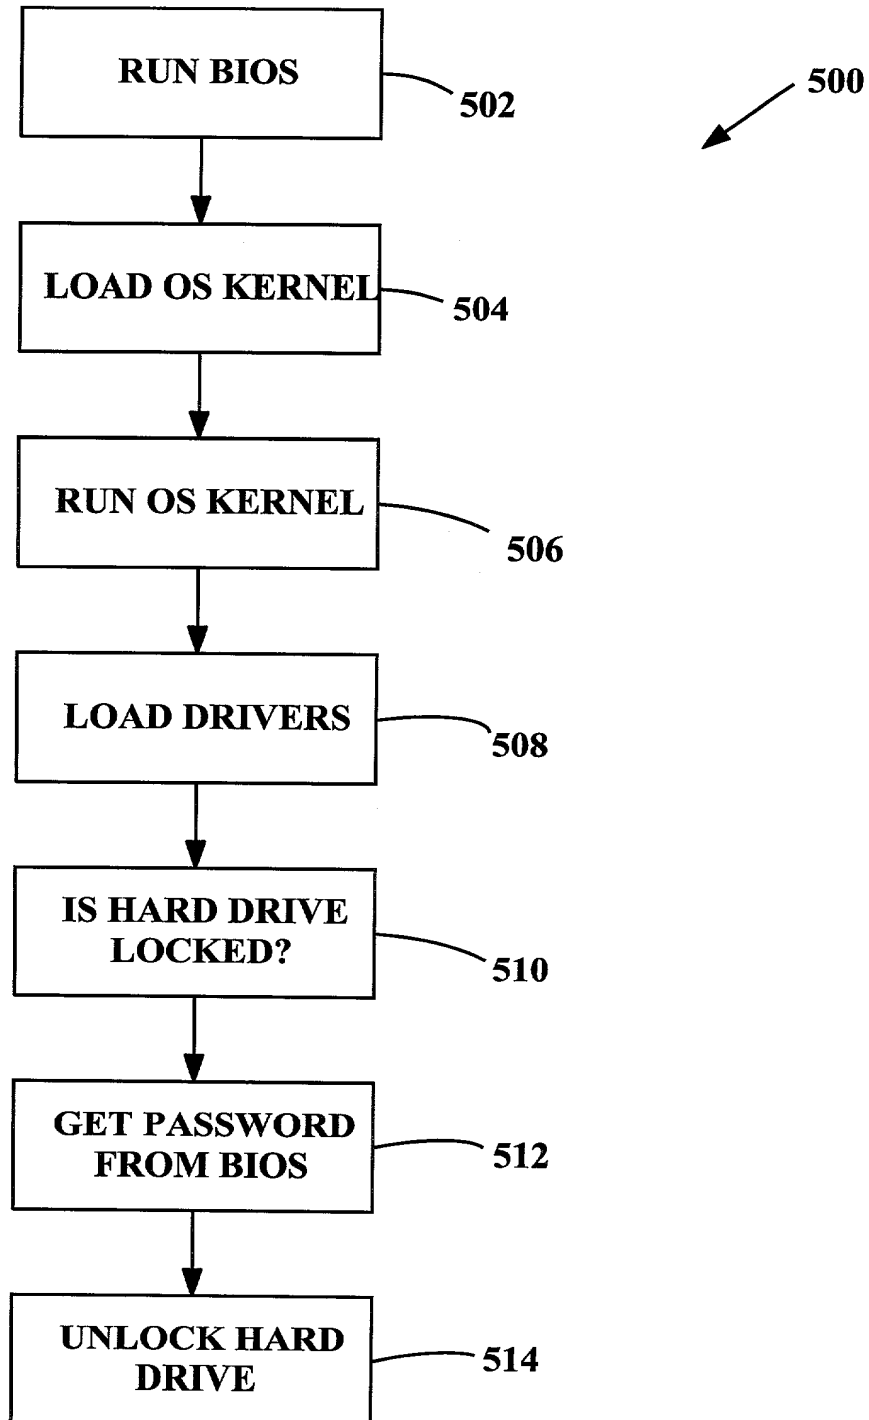 RUN BIOS
502
500
LOAD OS KERNEL
504
RUN OS KERNEL
506
LOAD DRIVERS
508
IS HARD DRIVE
LOCKED?
510
GET PASSWORD
FROM BIOS
512
UNLOCK HARD
DRIVE
514